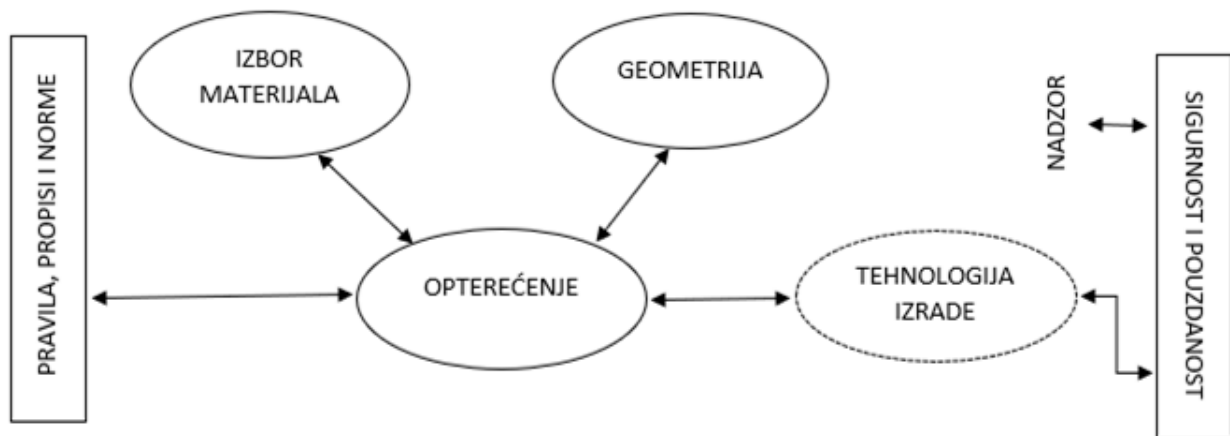 PRAVILA, PROPISI I NORME
IZBOR
MATERIJALA
GEOMETRIJA
OPTEREĆENJE
TEHNOLOGIJA
IZRADE
NADZOR
SIGURNOST I POUZDANOST